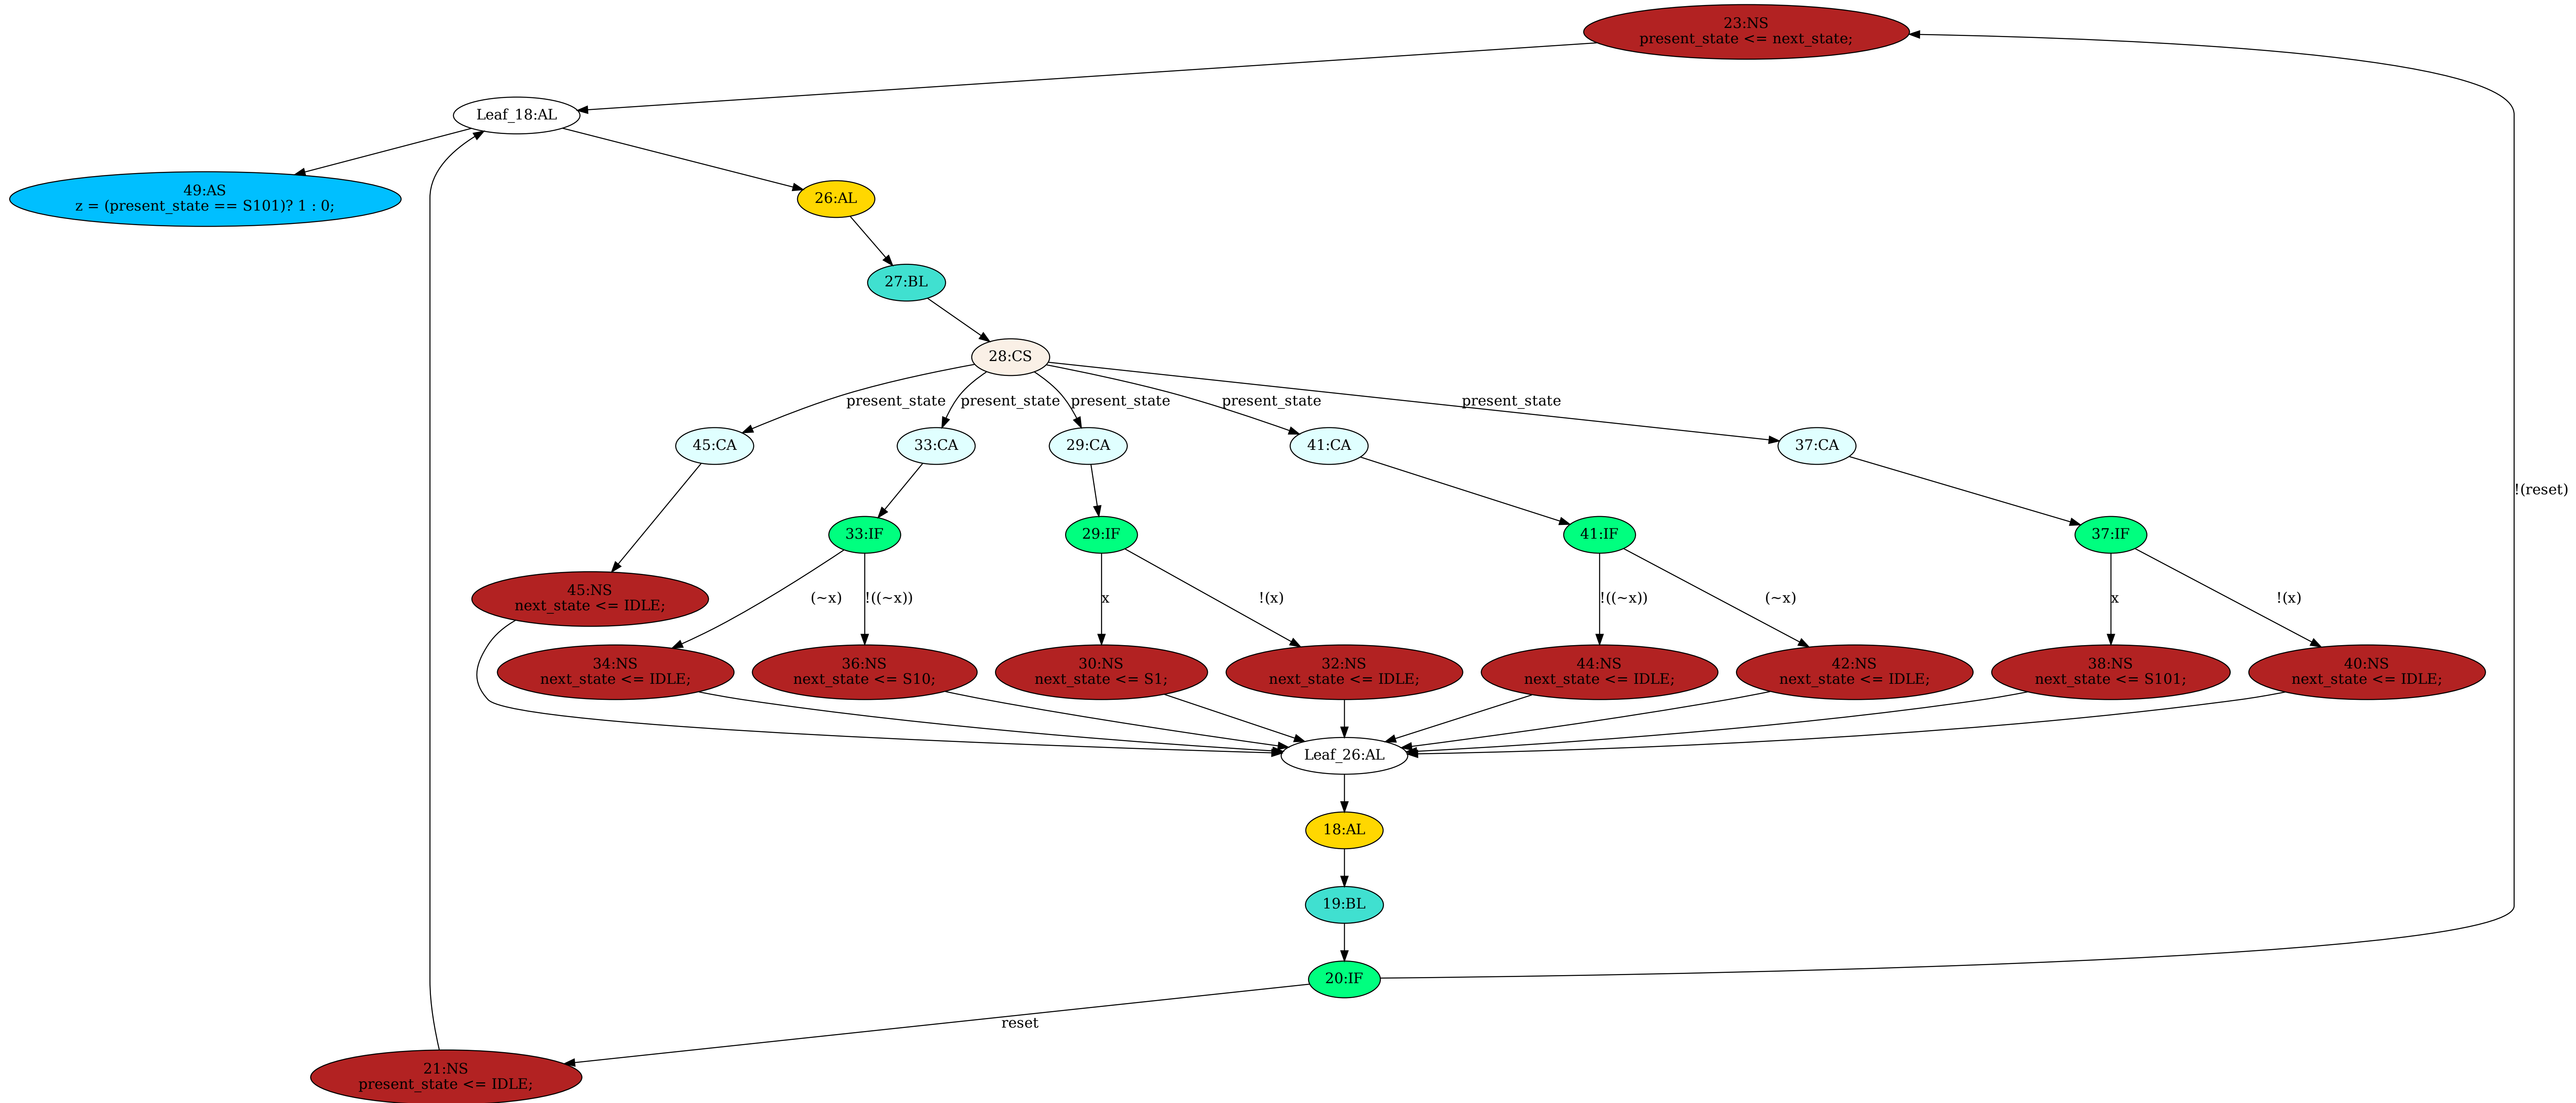 23:NS
present_state <= next_state;
Leaf_18:AL
49:AS
z = (present_state == S101)? 1 : 0;
26:AL
27:BL
28:CS
present_state
present_state
present_state
present_state
present_state
45:CA
33:CA
29:CA
41:CA
37:CA
!(reset)
33:IF
29:IF
41:IF
37:IF
45:NS
next_state <= IDLE;
(~x)
!((~x))
x
!(x)
!((~x))
(~x)
x
!(x)
34:NS
next_state <= IDLE;
36:NS
next_state <= S10;
30:NS
next_state <= S1;
32:NS
next_state <= IDLE;
44:NS
next_state <= IDLE;
42:NS
next_state <= IDLE;
38:NS
next_state <= S101;
40:NS
next_state <= IDLE;
Leaf_26:AL
18:AL
19:BL
20:IF
reset
21:NS
present_state <= IDLE;